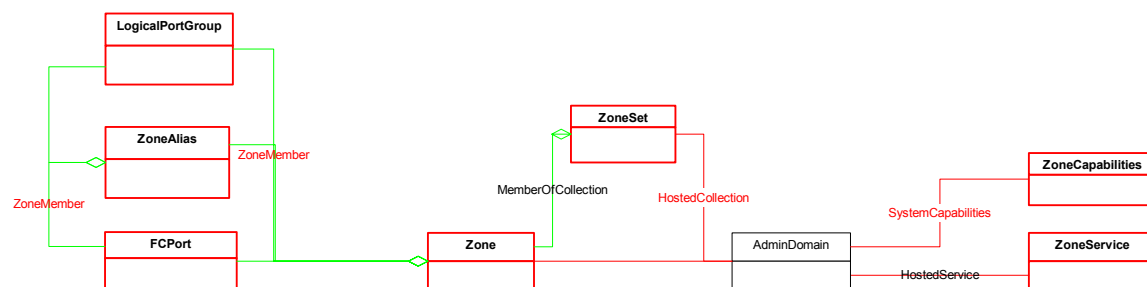 LogicalPortGroup
ZoneSet
ZoneAlias
ZoneMember
ZoneCapabilities
MemberOfCollection
HostedCollection
ZoneMember
SystemCapabilities
FCPort
Zone
AdminDomain
ZoneService
HostedService